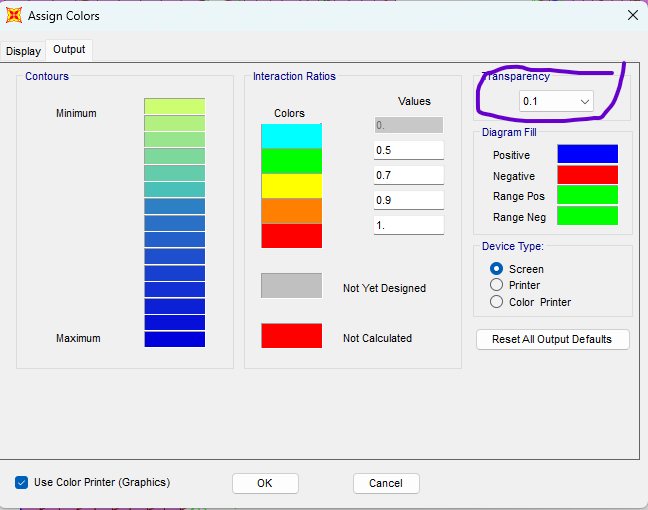 Assign Colors
Display
Output
Contours
Minimum
Maximum
Interaction Ratios
Colors
Values
0.
0.5
0.7
0.9
1.
Not Yet Designed
Not Calculated
Transparency
0.1
Diagram Fill
Positive
Negative
Range Pos
Range Neg
Device Type:
Screen
Printer
Color Printer
Reset All Output Defaults
Use Color Printer (Graphics)
OK
Cancel